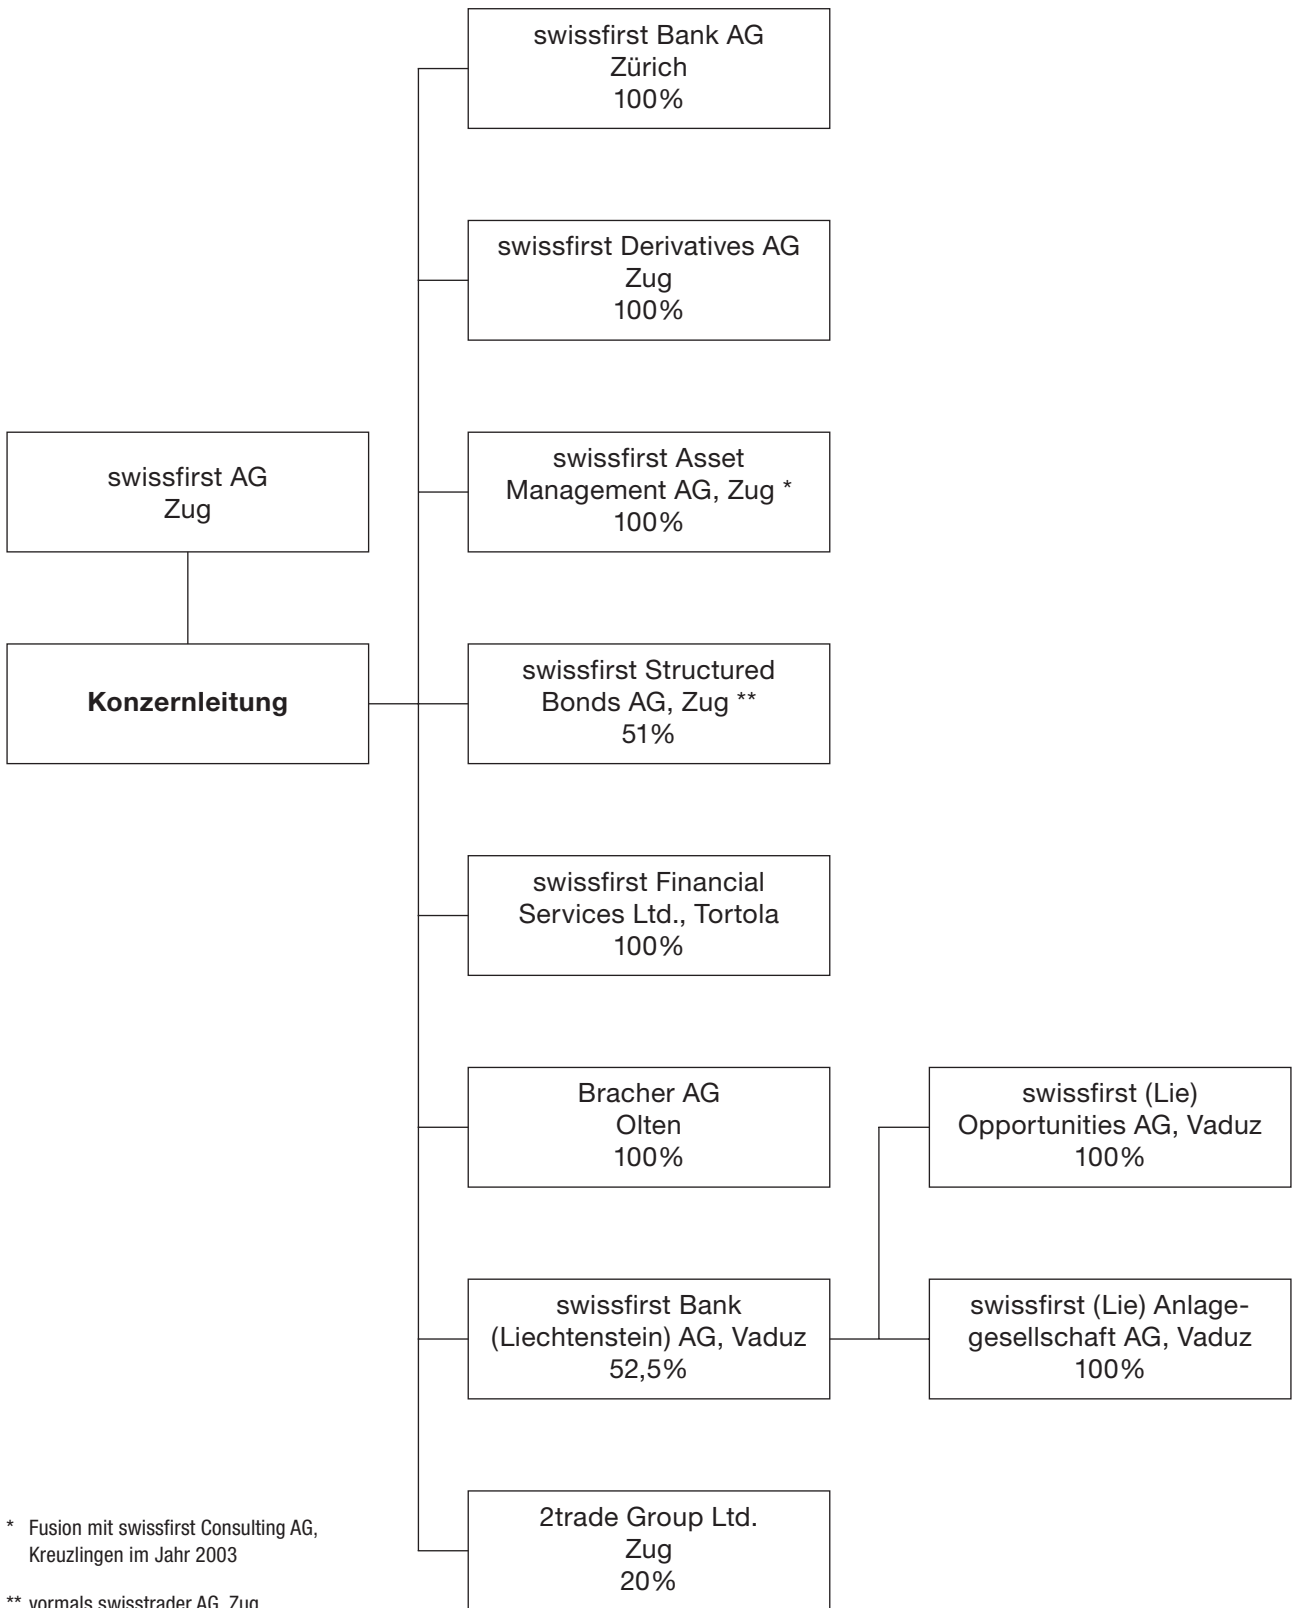 swissfirst Bank AG
Zürich
100%
swissfirst Derivatives AG
Zug
100%
swissfirst AG
Zug
swissfirst Asset
Management AG, Zug *
100%
Konzernleitung
swissfirst Structured
Bonds AG, Zug **
51%
swissfirst Financial
Services Ltd., Tortola
100%
Bracher AG
Olten
100%
swissfirst (Lie)
Opportunities AG, Vaduz
100%
swissfirst Bank
(Liechtenstein) AG, Vaduz
52,5%
swissfirst (Lie) Anlage-
gesellschaft AG, Vaduz
100%
2trade Group Ltd.
Zug
20%
* Fusion mit swissfirst Consulting AG,
Kreuzlingen im Jahr 2003
** vormals swisstrader AG, Zug